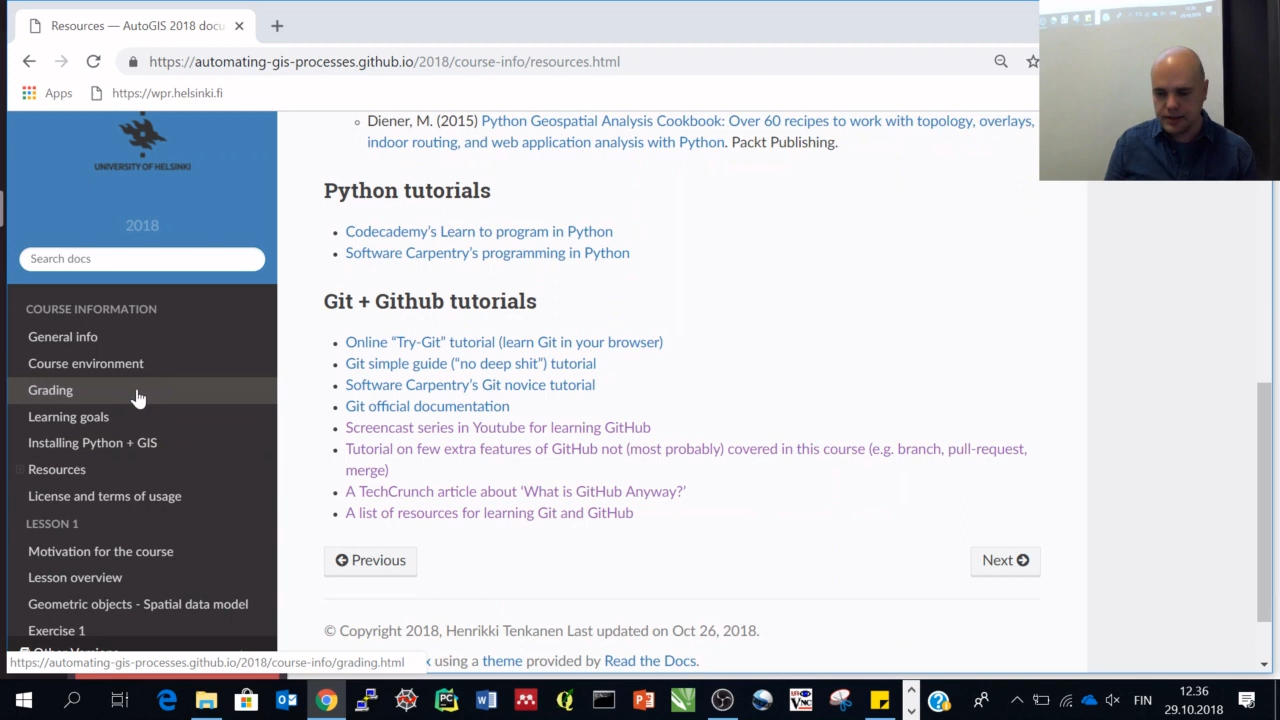 Resources — AutoGIS 2018 docu
https://automating-gis-processes.github.io/2018/course-info/resources.html
Apps
https://wpr.helsinki.fi
UNIVERSITY OF HELSINKI
2018
Search docs
COURSE INFORMATION
General info
Course environment
Grading
Learning goals
Installing Python + GIS
Resources
License and terms of usage
LESSON 1
Motivation for the course
Lesson overview
Geometric objects - Spatial data model
Exercise 1
Other Versions
https://automating-gis-processes.github.io/2018/course-info/grading.html
Diener, M. (2015) Python Geospatial Analysis Cookbook: Over 60 recipes to work with topology, overlays,
indoor routing, and web application analysis with Python. Packt Publishing.
Python tutorials
Codecademy's Learn to program in Python
Software Carpentry's programming in Python
Git + Github tutorials
Online “Try-Git” tutorial (learn Git in your browser)
Git simple guide (“no deep shit”) tutorial
Software Carpentry's Git novice tutorial
Git official documentation
Screencast series in Youtube for learning GitHub
Tutorial on few extra features of GitHub not (most probably) covered in this course (e.g. branch, pull-request,
merge)
A TechCrunch article about ‘What is GitHub Anyway?’
A list of resources for learning Git and GitHub
Previous
Next
© Copyright 2018, Henrikki Tenkanen Last updated on Oct 26, 2018.
using a theme provided by Read the Docs.
FIN
12.36
29.10.2018